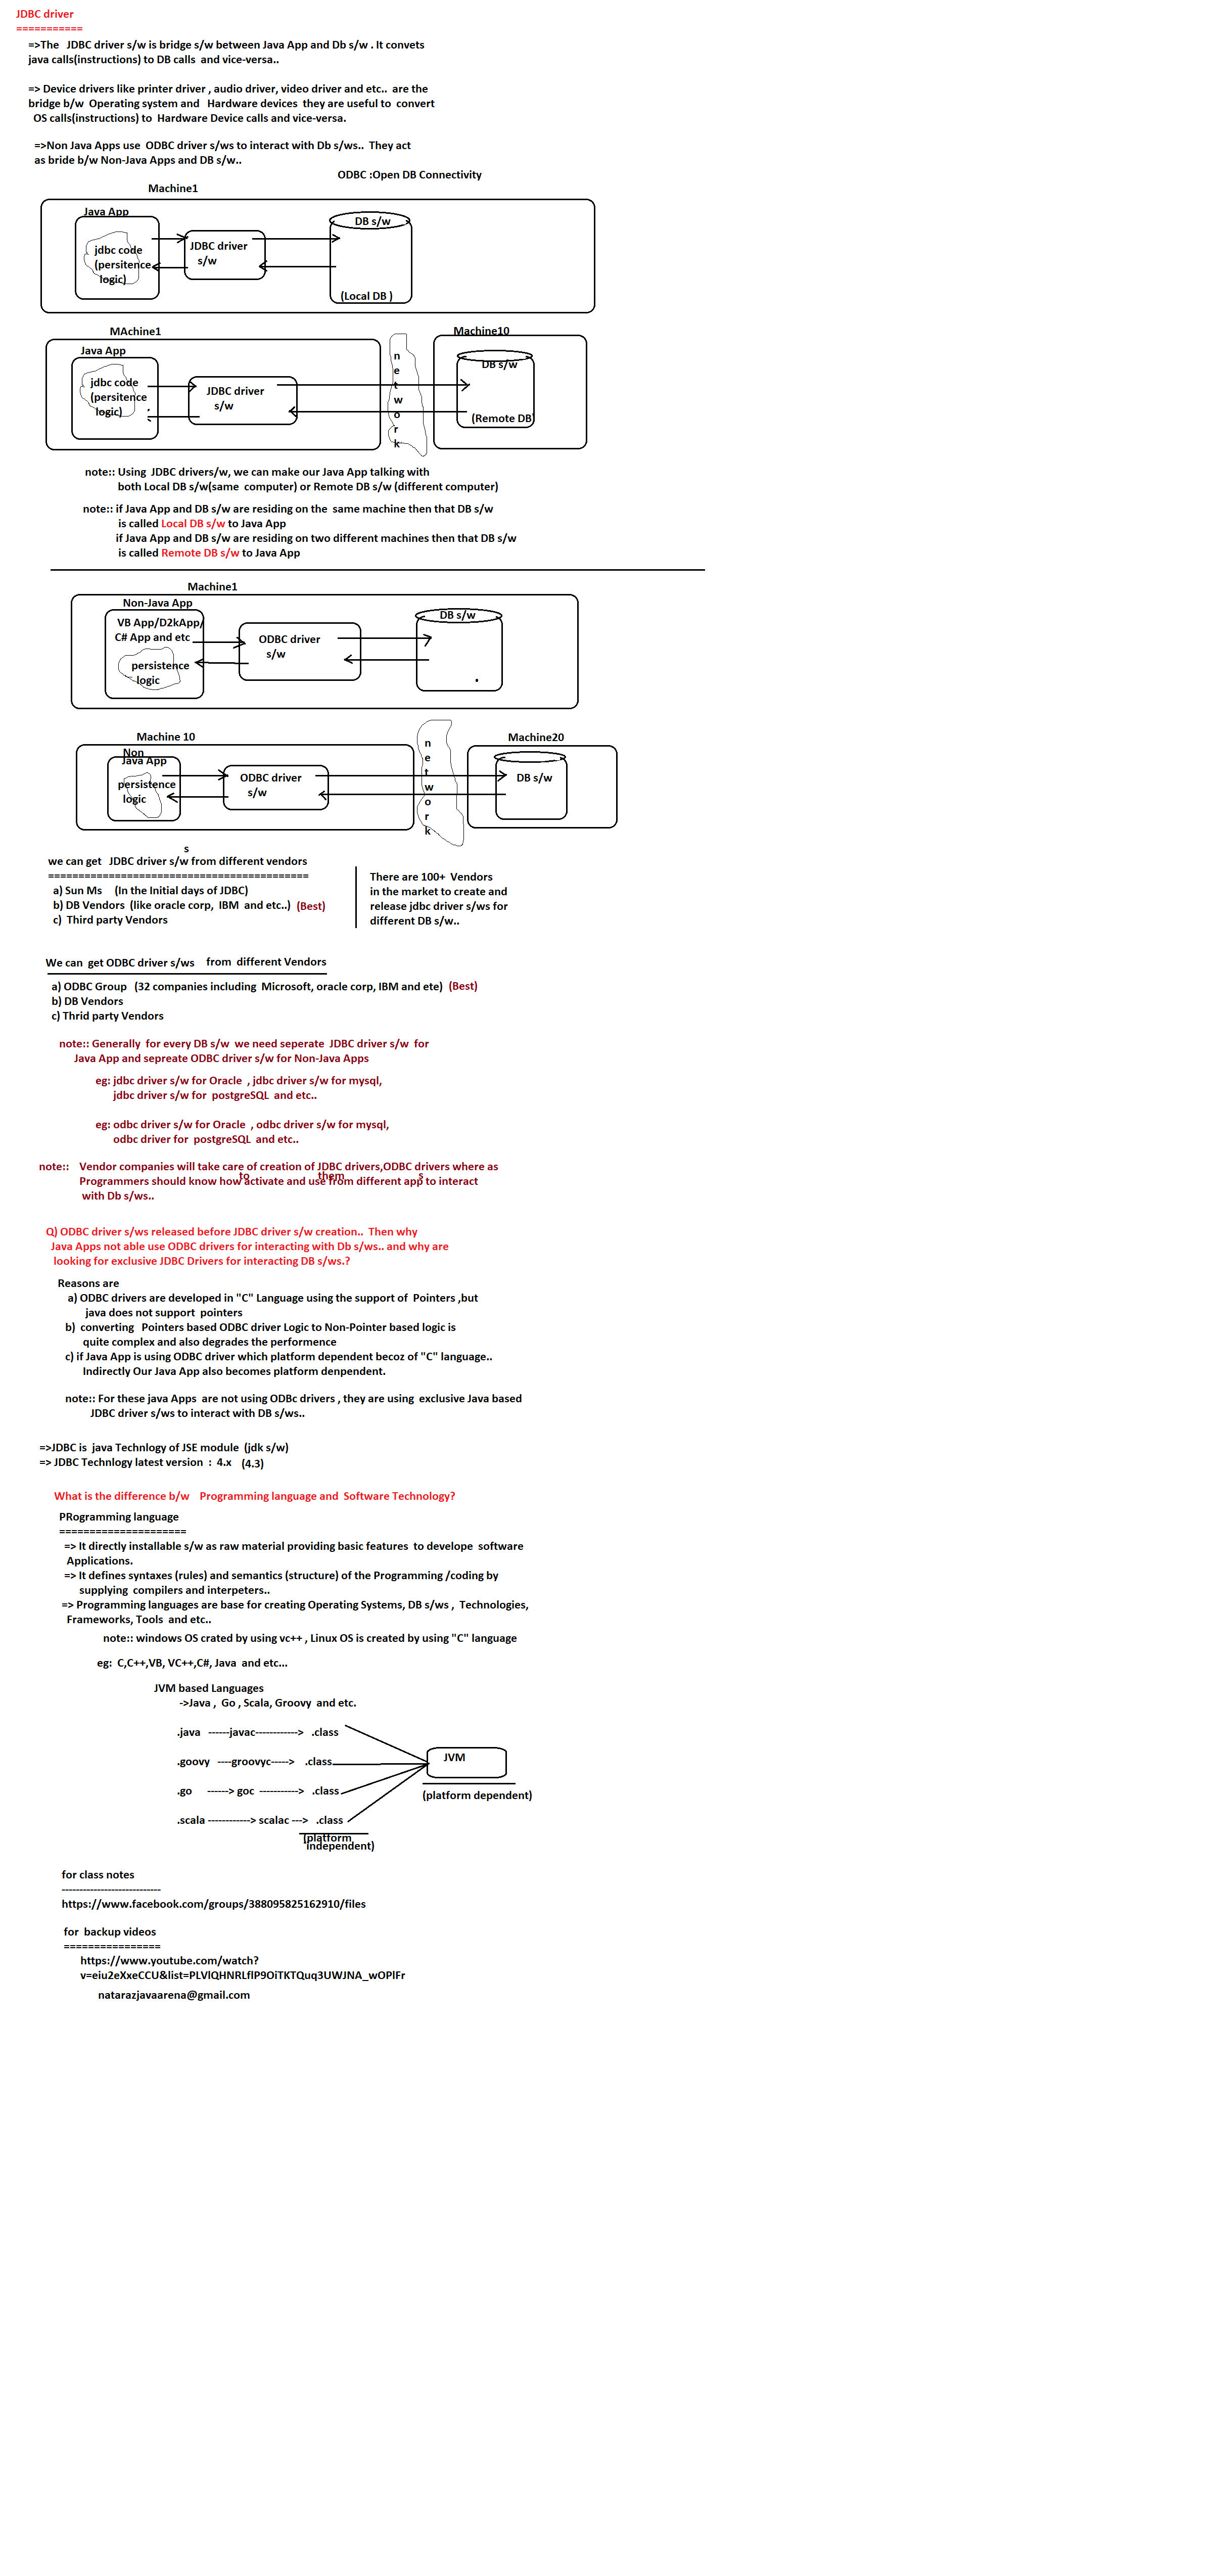 JDBC driver
===========
=>The JDBC driver s/w is bridge s/w between Java App and Db s/w . It convets
java calls(instructions) to DB calls and vice-versa..
=> Device drivers like printer driver , audio driver, video driver and etc.. are the
bridge b/w Operating system and Hardware devices they are useful to convert
OS calls(instructions) to Hardware Device calls and vice-versa.
=>Non Java Apps use ODBC driver s/ws to interact with Db s/ws.. They act
as bride b/w Non-Java Apps and DB s/w..
ODBC :Open DB Connectivity
Machine1
Java App
jdbc code
(persitence
logic)
JDBC driver
s/w
DB s/w
(Local DB )
MAchine1
Java App
jdbc code
(persitence
logic)
JDBC driver
s/w
n
e
t
w
o
r
k
Machine10
DB s/w
(Remote DB)
note:: Using JDBC drivers/w, we can make our Java App talking with
both Local DB s/w(same computer) or Remote DB s/w (different computer)
note:: if Java App and DB s/w are residing on the same machine then that DB s/w
is called Local DB s/w to Java App
if Java App and DB s/w are residing on two different machines then that DB s/w
is called Remote DB s/w to Java App
Machine1
Non-Java App
VB App/D2kApp/
C# App and etc
persistence
logic
ODBC driver
s/w
DB s/w
Machine 10
Non
Java App
persistence
logic
ODBC driver
s/w
n
e
t
w
o
r
k
Machine20
DB s/w
s
we can get JDBC driver s/w from different vendors
==========================================
a) Sun Ms (In the Initial days of JDBC)
b) DB Vendors (like oracle corp, IBM and etc..) (Best)
c) Third party Vendors
There are 100+ Vendors
in the market to create and
release jdbc driver s/ws for
different DB s/w..
We can get ODBC driver s/ws from different Vendors
a) ODBC Group (32 companies including Microsoft, oracle corp, IBM and ete) (Best)
b) DB Vendors
c) Thrid party Vendors
note:: Generally for every DB s/w we need seperate JDBC driver s/w for
Java App and sepreate ODBC driver s/w for Non-Java Apps
eg: jdbc driver s/w for Oracle , jdbc driver s/w for mysql,
jdbc driver s/w for postgreSQL and etc..
eg: odbc driver s/w for Oracle , odbc driver s/w for mysql,
odbc driver for postgreSQL and etc..
note:: Vendor companies will take care of creation of JDBC drivers,ODBC drivers where as
to them s
Programmers should know how activate and use from different app to interact
with Db s/ws..
Q) ODBC driver s/ws released before JDBC driver s/w creation.. Then why
Java Apps not able use ODBC drivers for interacting with Db s/ws.. and why are
looking for exclusive JDBC Drivers for interacting DB s/ws.?
Reasons are
a) ODBC drivers are developed in "C" Language using the support of Pointers ,but
java does not support pointers
b) converting Pointers based ODBC driver Logic to Non-Pointer based logic is
quite complex and also degrades the performence
c) if Java App is using ODBC driver which platform dependent becoz of "C" language..
Indirectly Our Java App also becomes platform denpendent.
note:: For these java Apps are not using ODBc drivers , they are using exclusive Java based
JDBC driver s/ws to interact with DB s/ws..
=>JDBC is java Technlogy of JSE module (jdk s/w)
=> JDBC Technlogy latest version : 4.x (4.3)
What is the difference b/w Programming language and Software Technology?
PRogramming language
=====================
=> It directly installable s/w as raw material providing basic features to develope software
Applications.
=> It defines syntaxes (rules) and semantics (structure) of the Programming /coding by
supplying compilers and interpeters..
=> Programming languages are base for creating Operating Systems, DB s/ws , Technologies,
Frameworks, Tools and etc..
note:: windows OS crated by using vc++ , Linux OS is created by using "C" language
eg: C,C++,VB, VC++,C#, Java and etc...
JVM based Languages
->Java , Go , Scala, Groovy and etc.
.java ------javac------------> .class
.goovy ----groovyc-----> .class
.go ------> goc -----------> .class
.scala ------------> scalac ---> .class
JVM
(platform dependent)
(platform
independent)
for class notes
----------------------------
https://www.facebook.com/groups/388095825162910/files
for backup videos
================
https://www.youtube.com/watch?
v=eiu2eXxeCCU&list=PLVlQHNRLflP9OiTKTQuq3UWJNA_wOPlFr
natarazjavaarena@gmail.com